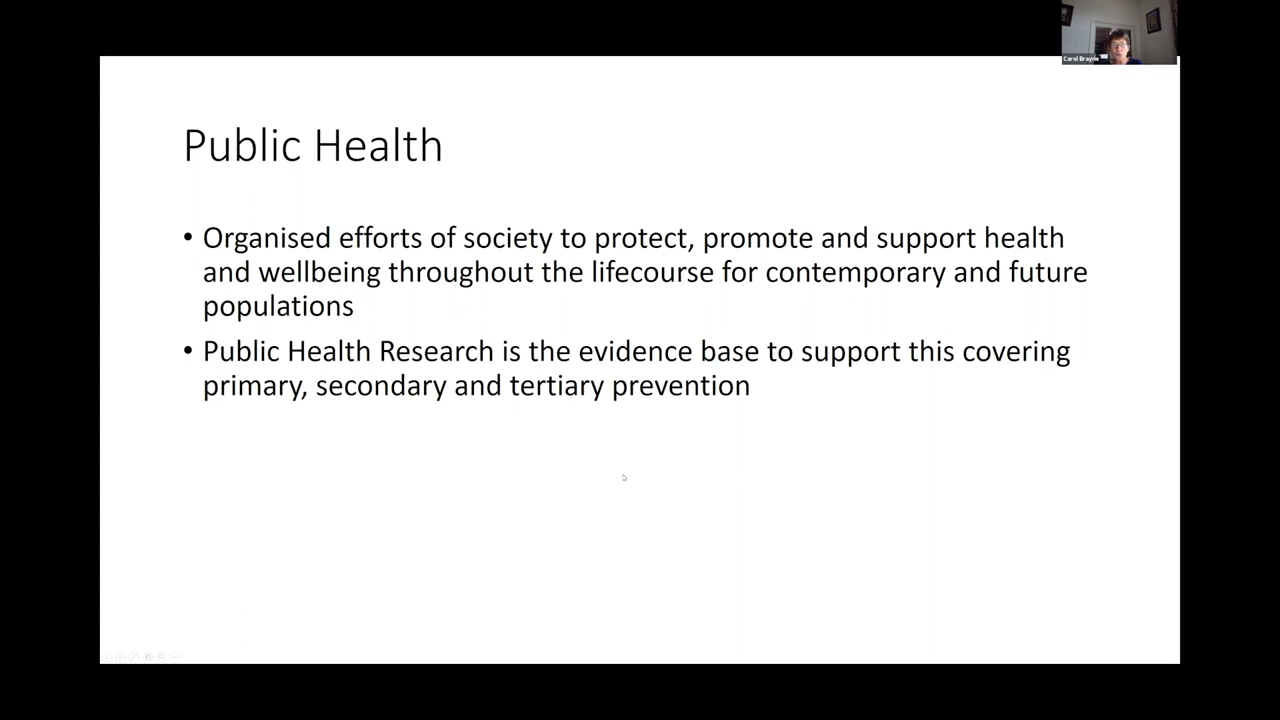 Carol Brayne
Public Health
• Organised efforts of society to protect, promote and support health
and wellbeing throughout the lifecourse for contemporary and future
populations
• Public Health Research is the evidence base to support this covering
primary, secondary and tertiary prevention